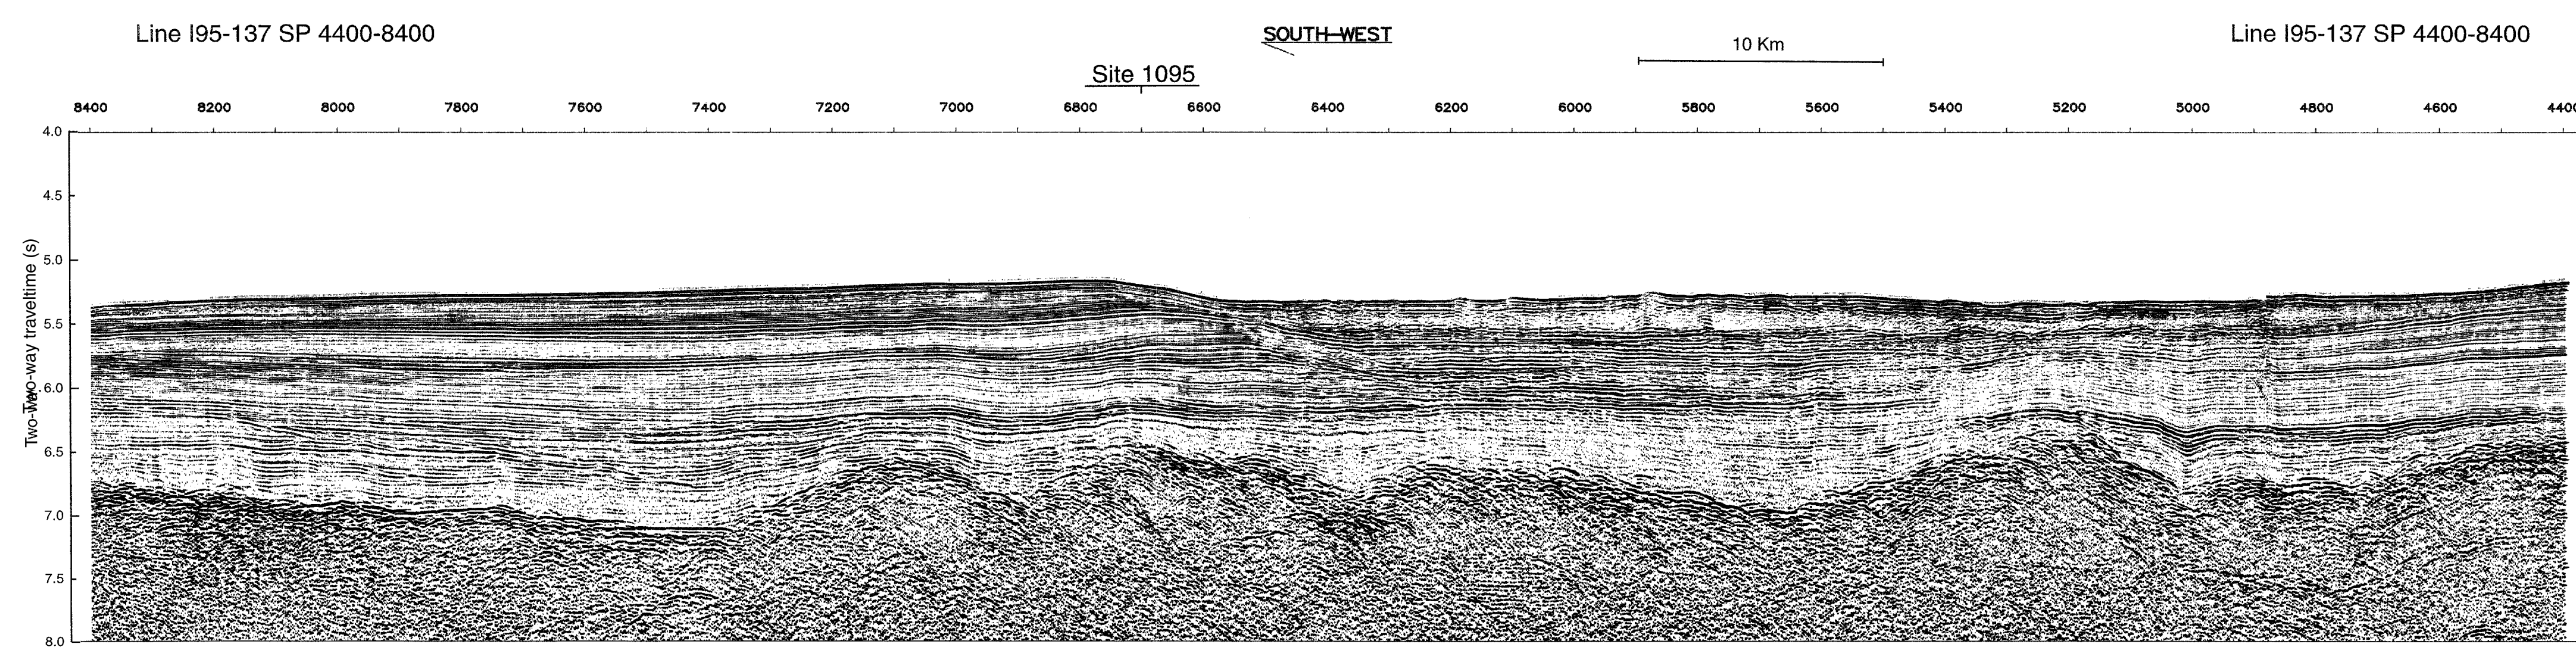 Line I95-137 SP 4400-8400
SOUTH-WEST
Line I95-137 SP 4400-8400
10 Km
Site 1095
8400 8200 8000 7800 7600 7400 7200 7000 6800 6600 6400 6200 6000 5800 5600 5400 5200 5000 4800 4600 4400
4.0
4.5
5.0
5.5
6.0
6.5
7.0
7.5
8.0
Two-way traveltime (s)